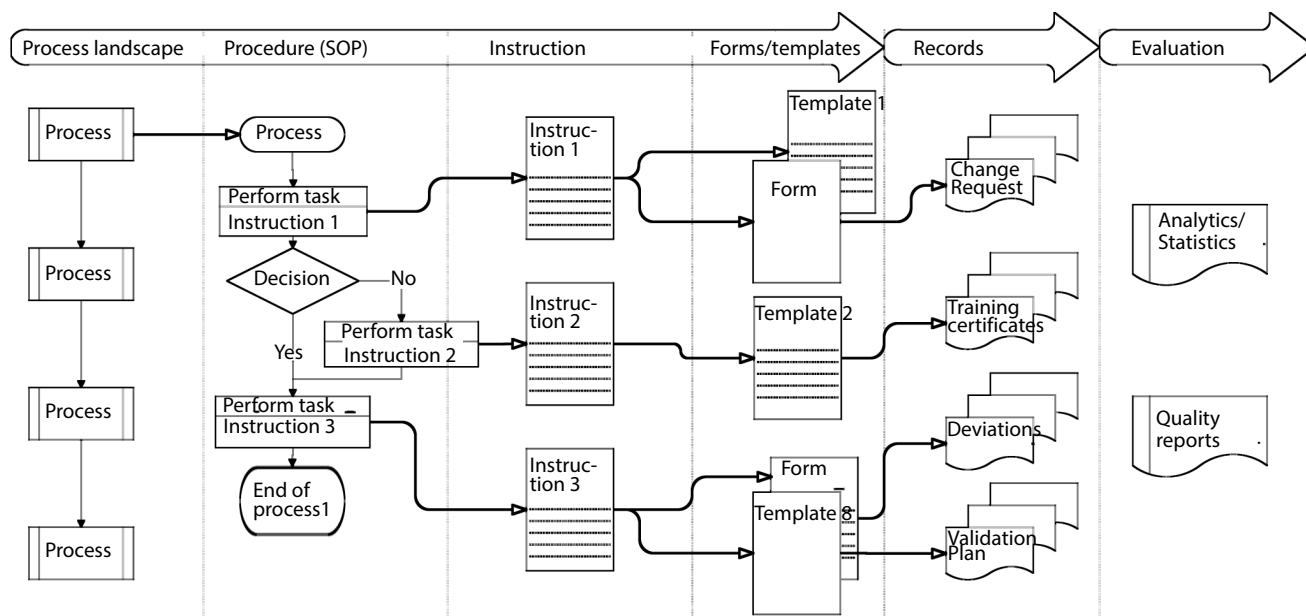 Process landscape
Procedure (SOP)
Instruction
Forms/templates
Records
Evaluation
Process
Process
Process
Process
Process
Perform task
Instruction 1
Decision
No
Yes
Perform task
Instruction 2
Perform task
Instruction 3
End of
process1
Instruc-
tion 1
Instruction
tion 2
Instruc-
tion 3
Template 1
Form
Template 2
Form
Template 8
Change
Request
Training
certificates
Deviations
Validation
Plan
Analytics/
Statistics
Quality
reports